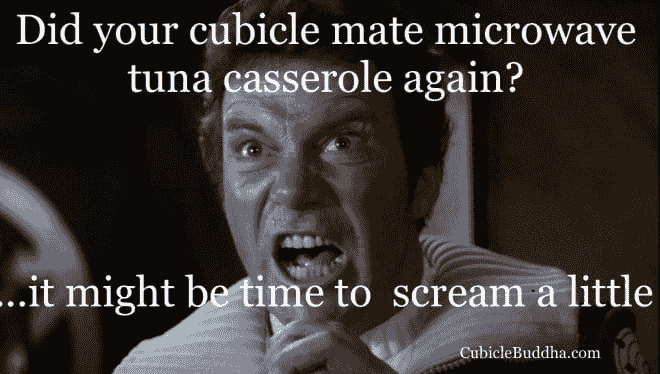 Did your cubicle mate microwave
tuna casserole again?
...it might be time to  scream a little
CubicleBuddha.com